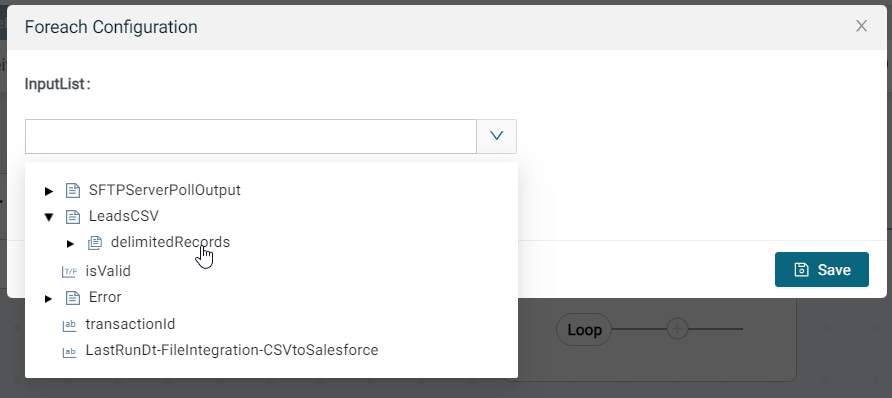 Foreach Configuration
InputList :
SFTPServerPollOutput
LeadsCSV
delimitedRecords
T/F isValid
Save
Error
ab transactionId
Loop
ab LastRunDt-FileIntegration-CSVtoSalesforce